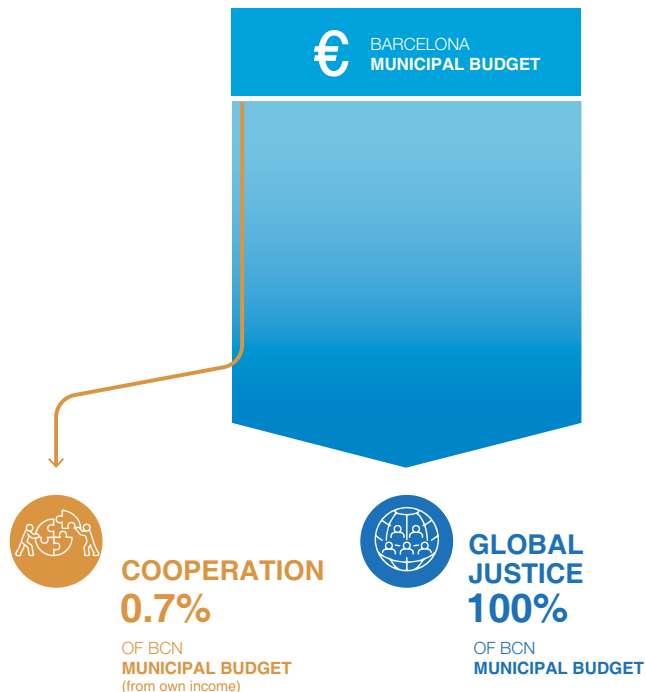 €
BARCELONA
MUNICIPAL BUDGET
COOPERATION
0.7%
OF BCN
MUNICIPAL BUDGET
(from own income)
GLOBAL
JUSTICE
100%
OF BCN
MUNICIPAL BUDGET